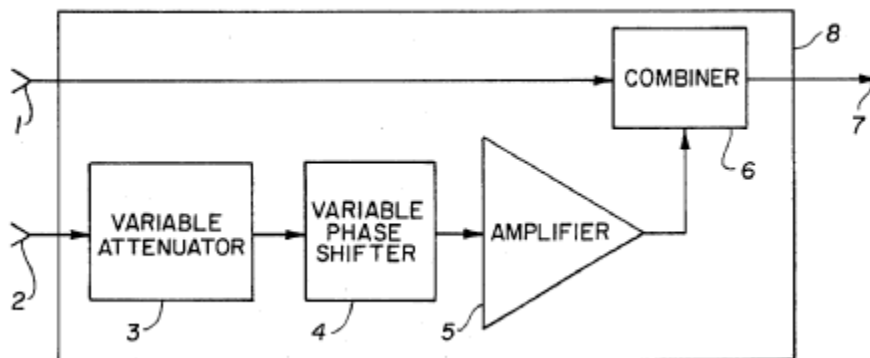 8
COMBINER
1
7
6
VARIABLE
ATTENUATOR
VARIABLE
PHASE
SHIFTER
AMPLIFIER
2
3
4
5